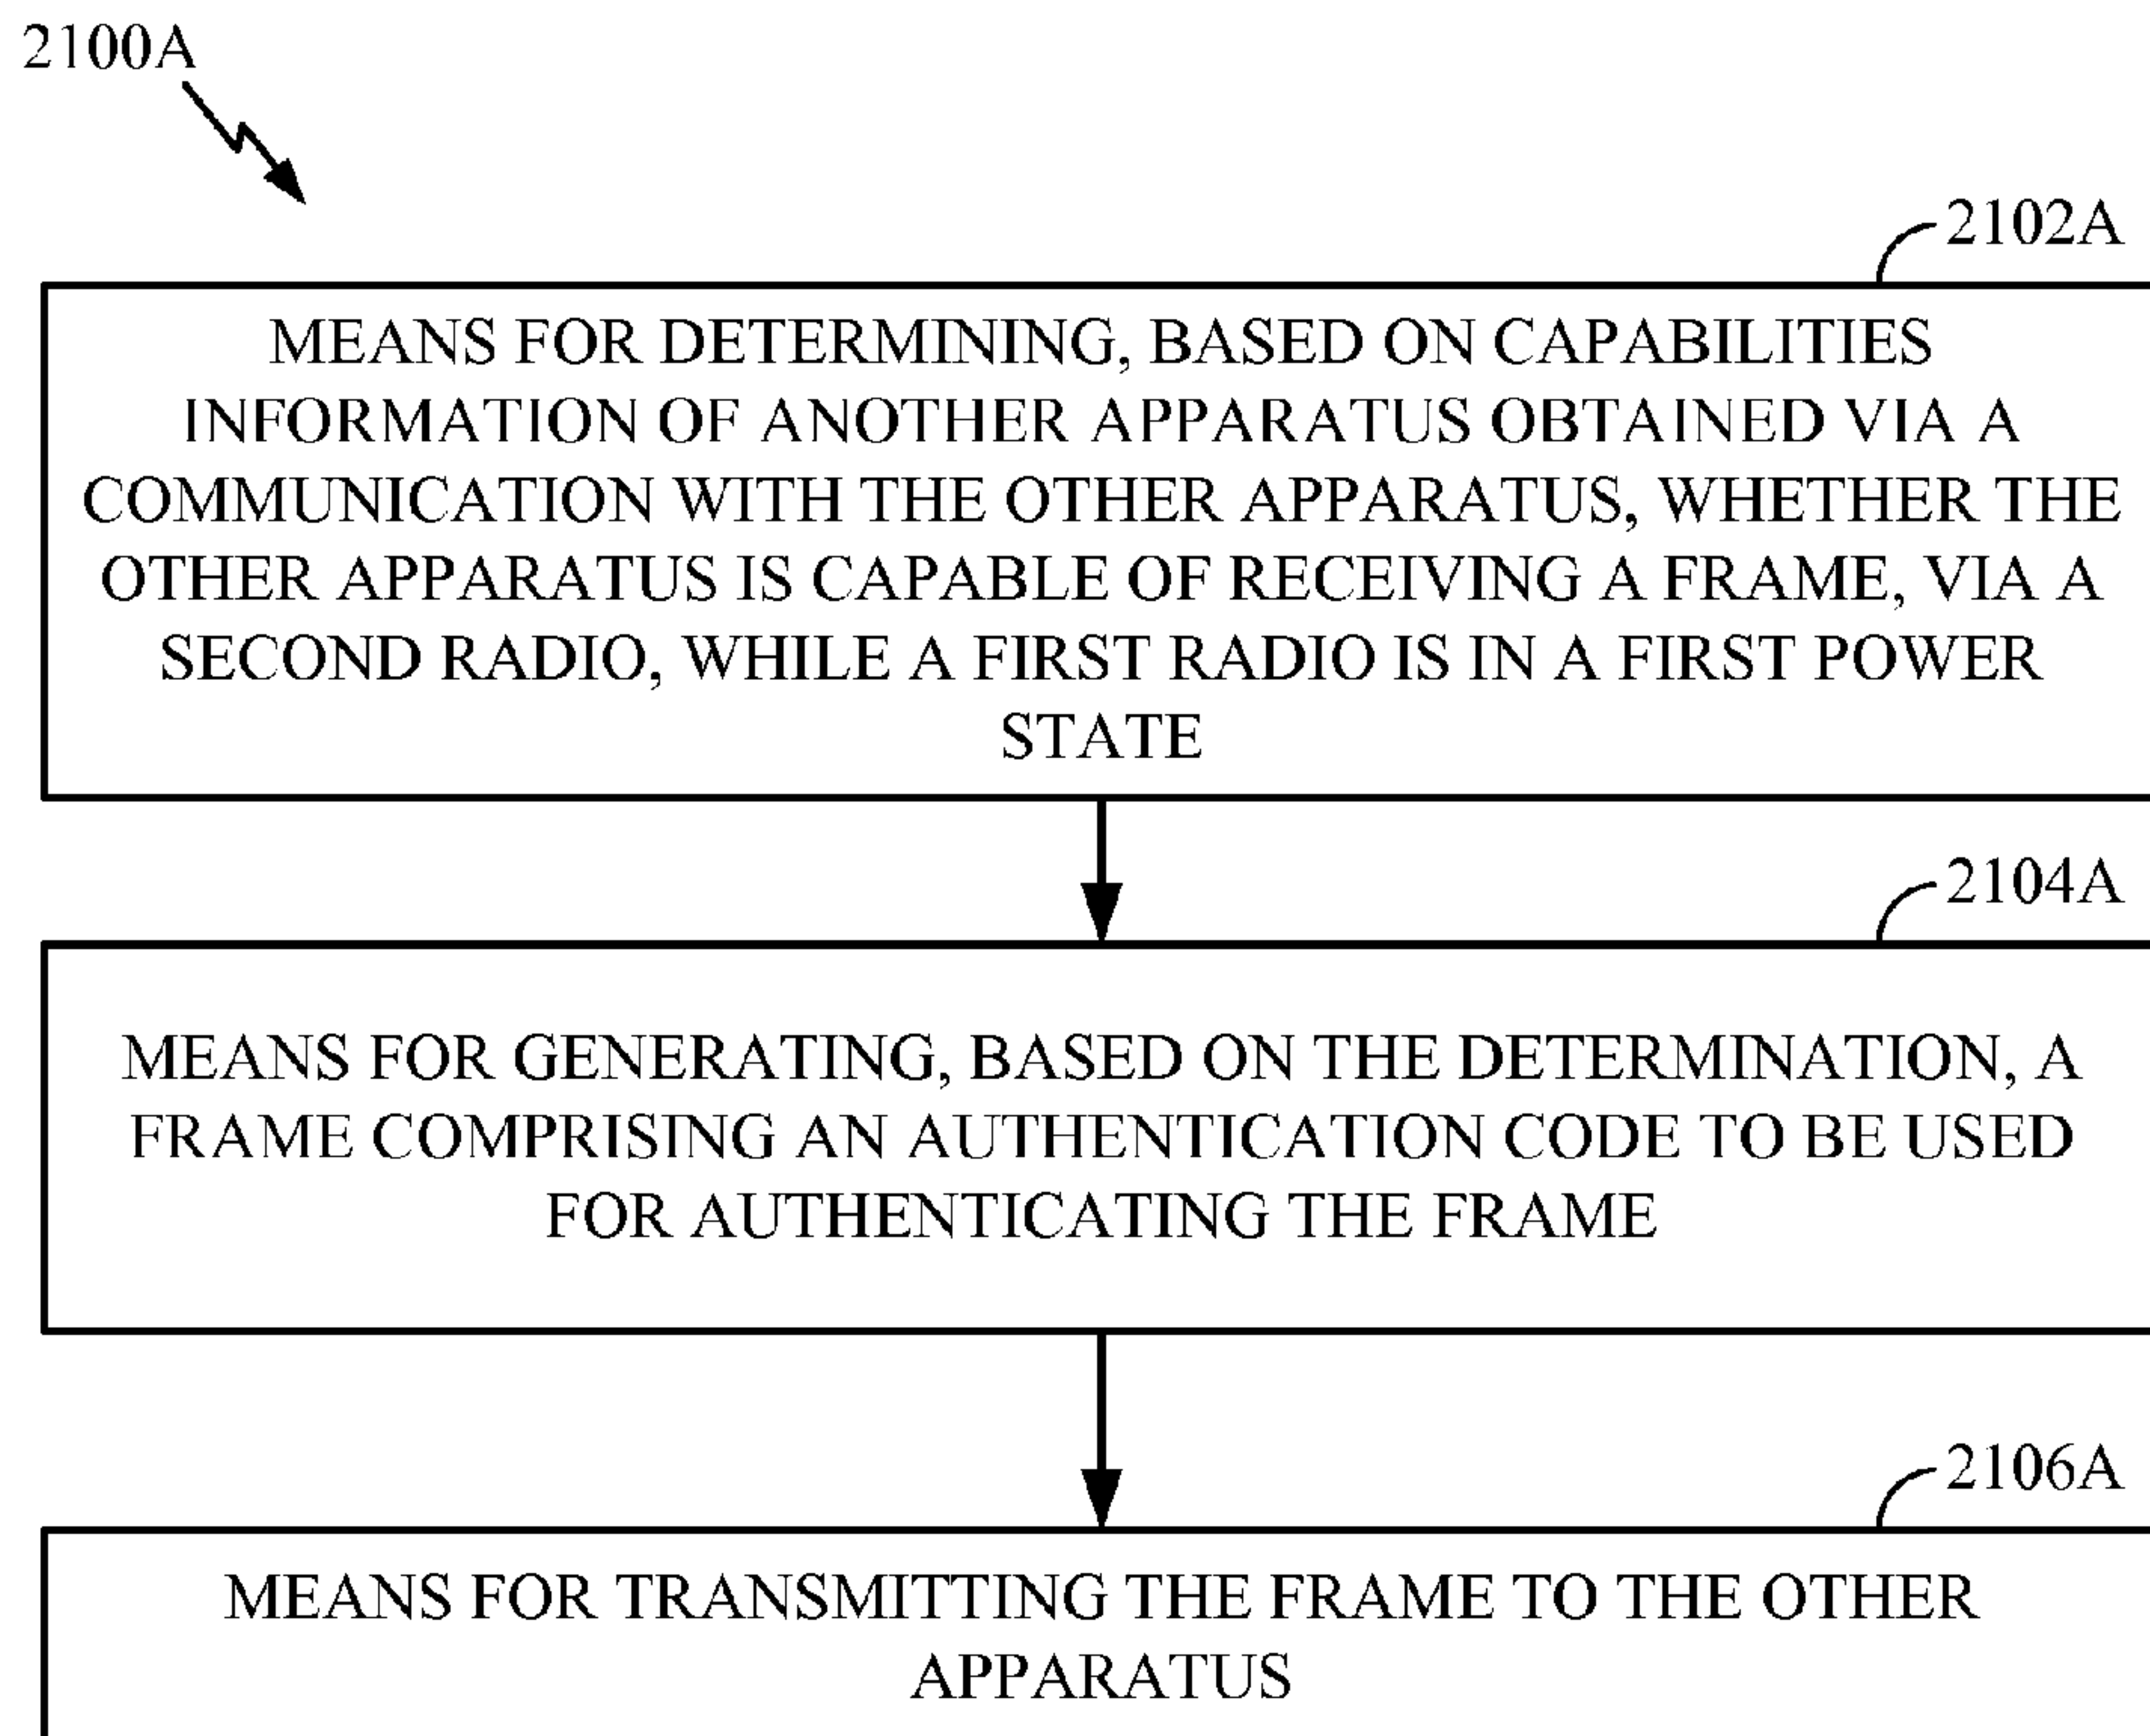 2100A
2102A
MEANS FOR DETERMINING, BASED ON CAPABILITIES
INFORMATION OF ANOTHER APPARATUS OBTAINED VIA A
COMMUNICATION WITH THE OTHER APPARATUS, WHETHER THE
OTHER APPARATUS IS CAPABLE OF RECEIVING A FRAME, VIA A
SECOND RADIO, WHILE A FIRST RADIO IS IN A FIRST POWER
STATE
2104A
MEANS FOR GENERATING, BASED ON THE DETERMINATION, A
FRAME COMPRISING AN AUTHENTICATION CODE TO BE USED
FOR AUTHENTICATING THE FRAME
2106A
MEANS FOR TRANSMITTING THE FRAME TO THE OTHER
APPARATUS